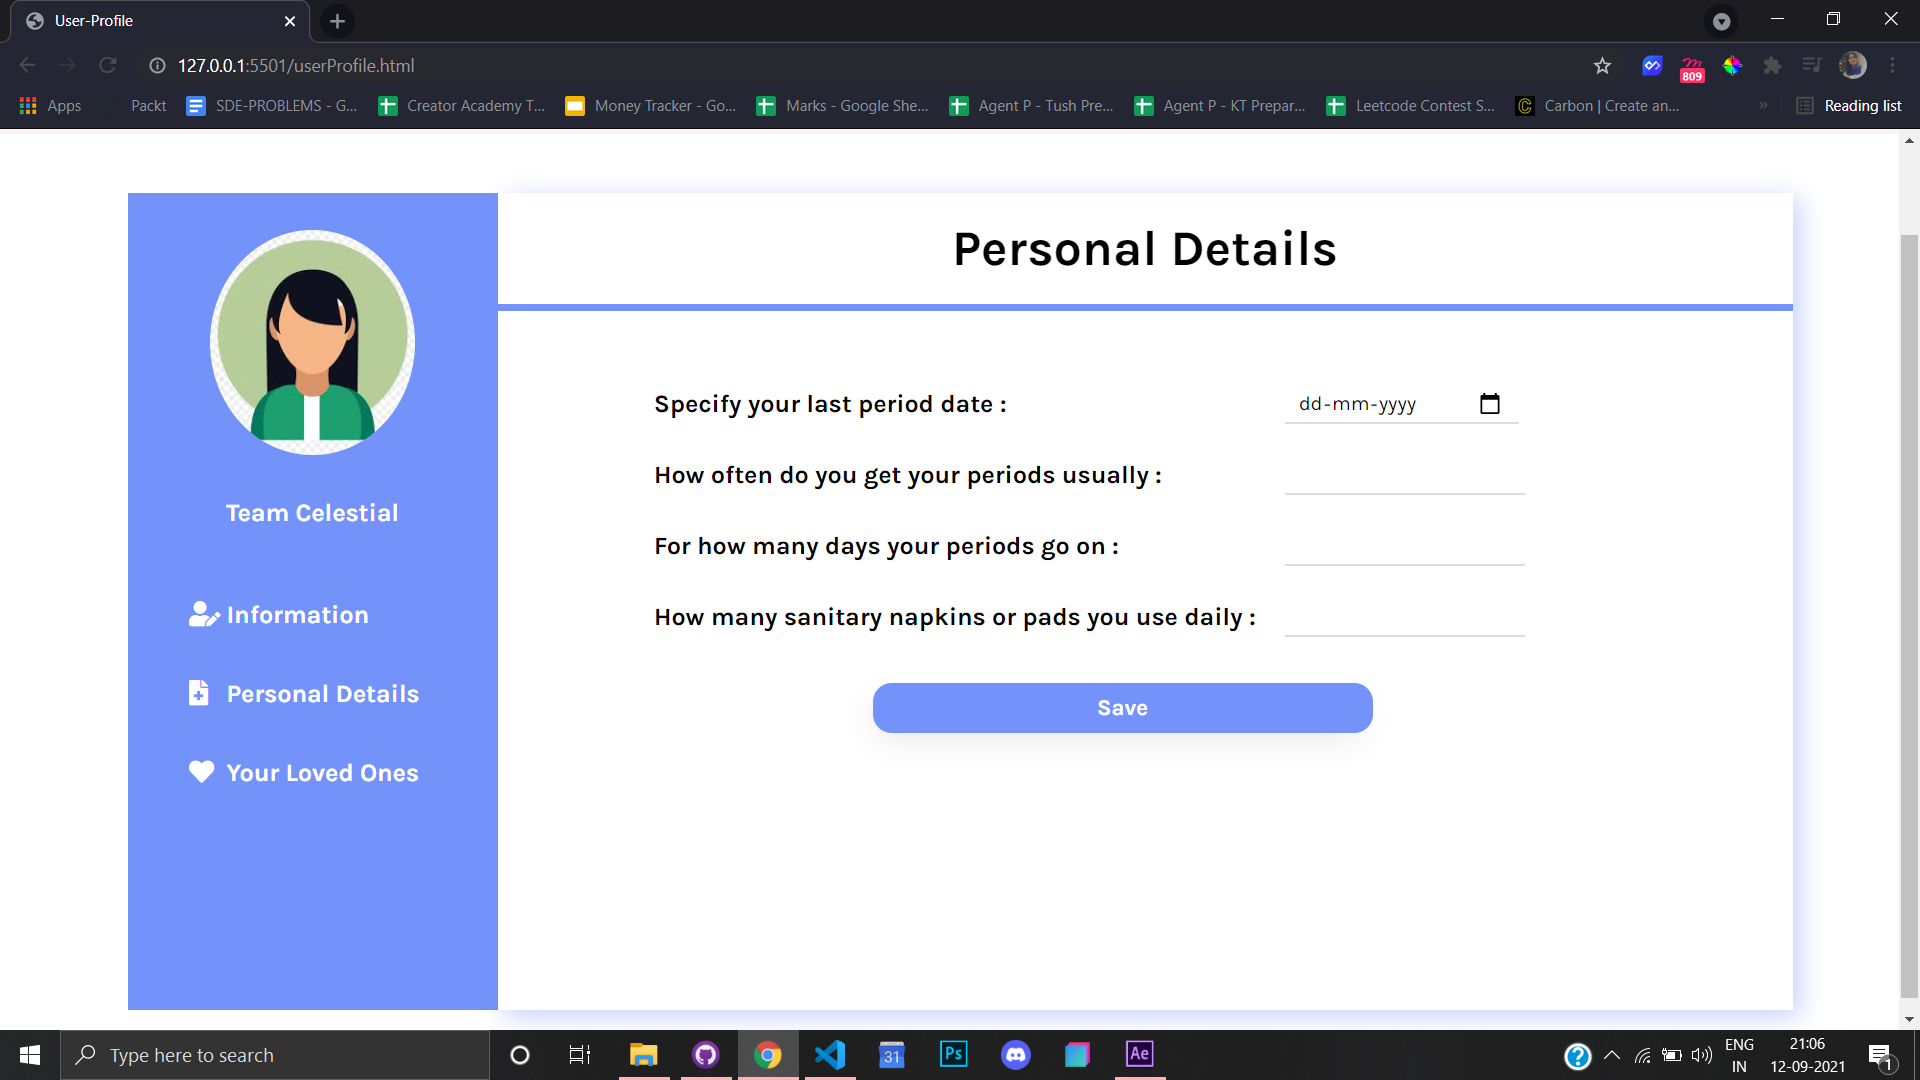 User-Profile
127.0.0.1:5501/userProfile.html
809
Apps
Packt
SDE-PROBLEMS - G...
Creator Academy T...
Money Tracker - Go...
Marks - Google She...
Agent P - Tush Pre...
Agent P - KT Prepar...
Leetcode Contest S...
Carbon | Create an...
»
Reading list
Personal Details
Team Celestial
Information
Personal Details
Your Loved Ones
Specify your last period date :
dd-mm-yyyy
How often do you get your periods usually :
For how many days your periods go on :
How many sanitary napkins or pads you use daily :
Save
Type here to search
31
Ps
Ae
ENG
IN
21:06
12-09-2021
1